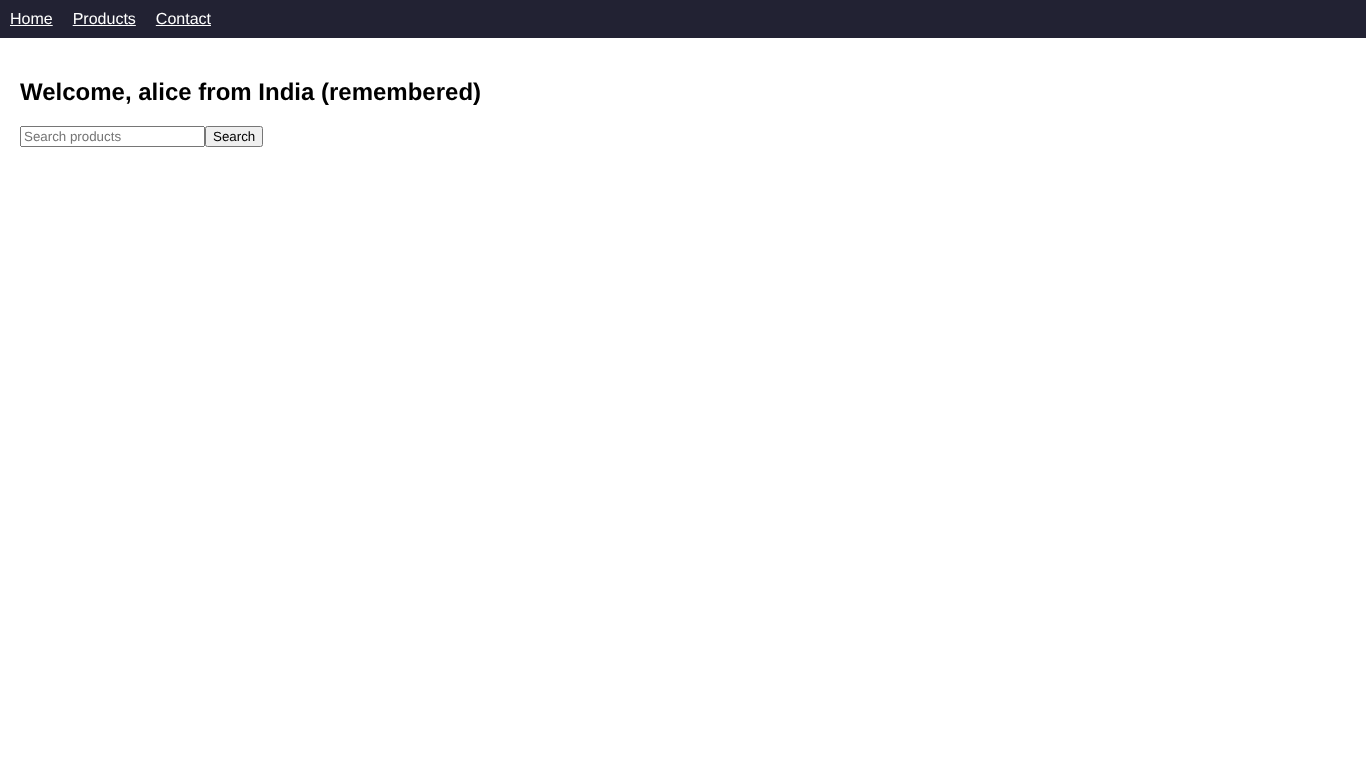 Home Products Contact
Welcome, alice from India (remembered)
Search products Search